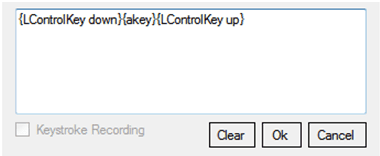 {LControlKey down}{akey}{LControlKey up}
Keystroke Recording
Clear
Ok
Cancel